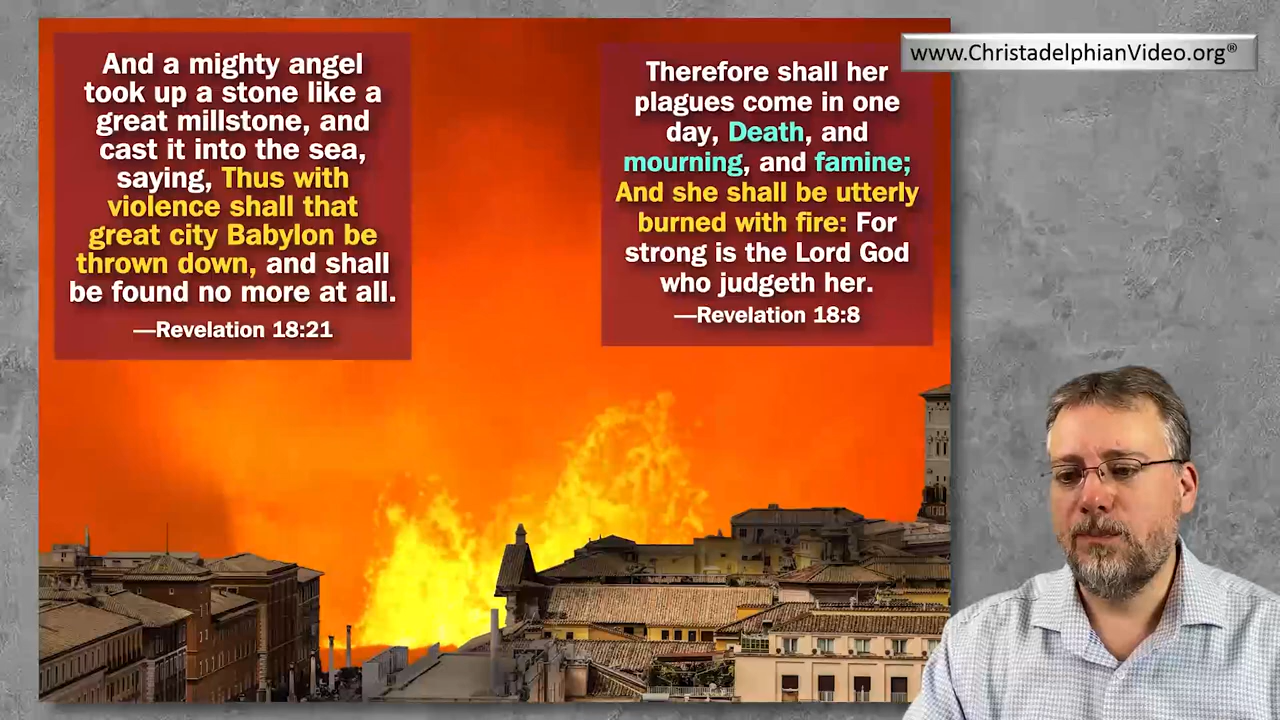 And a mighty angel
took up a stone like a
great millstone, and
cast it into the sea,
saying, Thus with
violence shall that
great city Babylon be
thrown down, and shall
be found no more at all.
—Revelation 18:21
Therefore shall her
plagues come in one
day, Death, and
mourning, and famine;
And she shall be utterly
burned with fire: For
strong is the Lord God
who judgeth her.
—Revelation 18:8
www.ChristadelphianVideo.org®